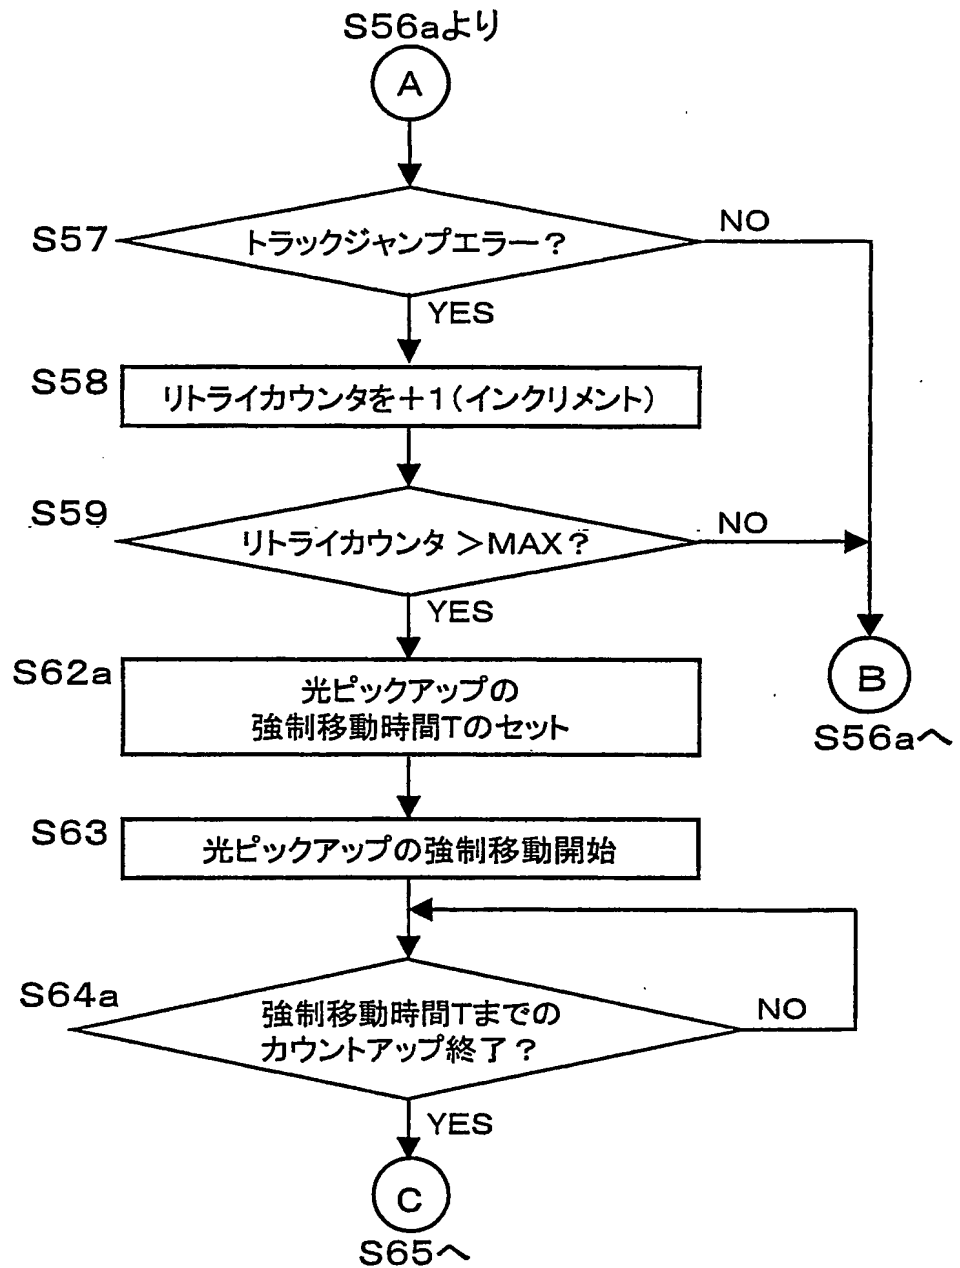 S56aより
A
S57
トラックジャンプエラー？
NO
YES
S58
リトライカウンタを＋1（インクリメント）
S59
リトライカウンタ ＞MAX？
NO
YES
S62a
光ピックアップの
強制移動時間Tのセット
B
S56aへ
S63
光ピックアップの強制移動開始
S64a
強制移動時間Tまでの
カウントアップ終了？
NO
YES
C
S65へ